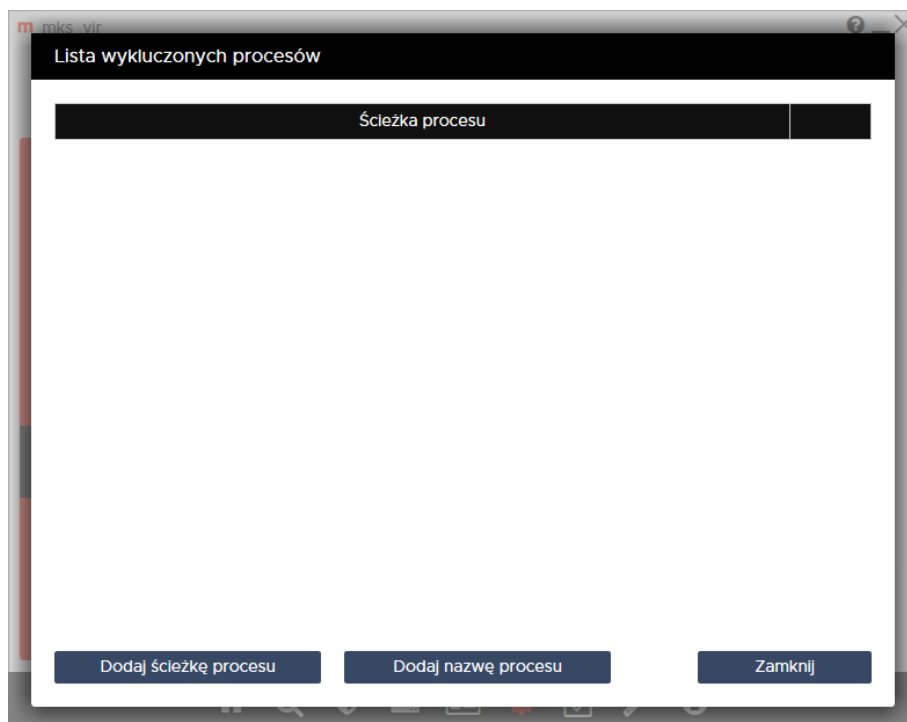 mks_vir
Lista wykluczonych procesów
Ścieżka procesu
Dodaj ścieżkę procesu
Dodaj nazwę procesu
Zamknij